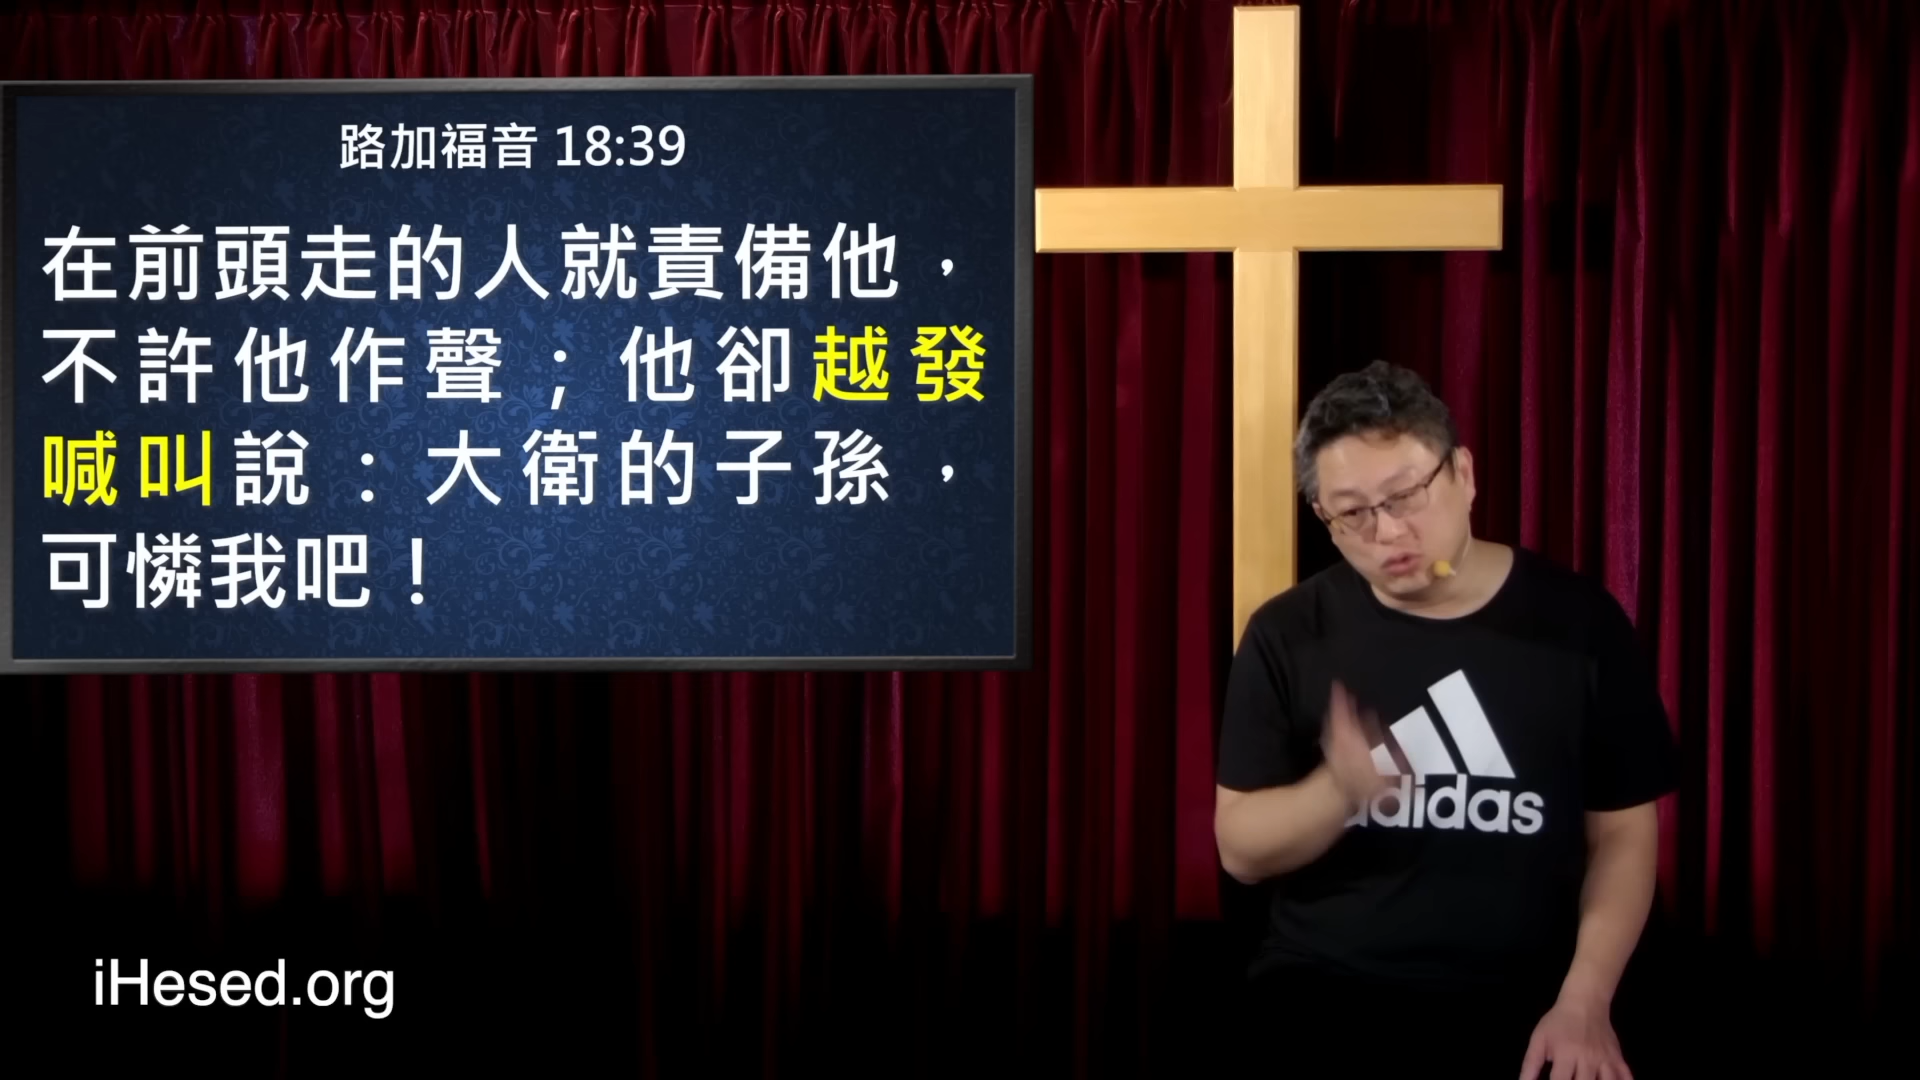 路加福音 18:39
在前頭走的人就責備他，
不許他作聲；他卻越發
喊叫說：大衛的子孫，
可憐我吧！
adidas
iHesed.org